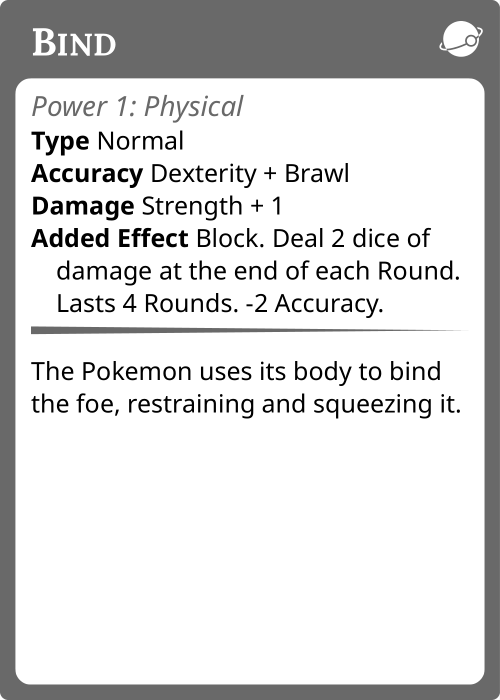 BIND
Power 1: Physical
Type Normal
Accuracy Dexterity + Brawl
Damage Strength + 1
Added Effect Block. Deal 2 dice of
damage at the end of each Round.
Lasts 4 Rounds. -2 Accuracy.
The Pokemon uses its body to bind
the foe, restraining and squeezing it.